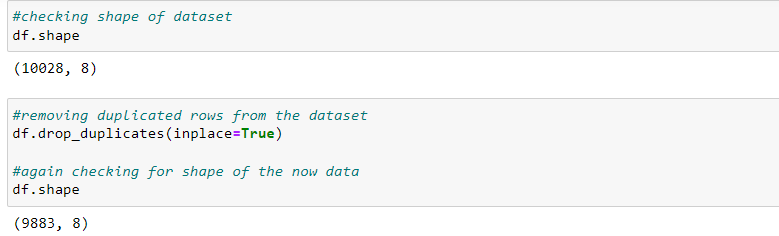 #checking shape of dataset
df.shape
(10028, 8)
#removing duplicated rows from the dataset
df.drop_duplicates(inplace=True)
#again checking for shape of the now data
df.shape
(9883, 8)